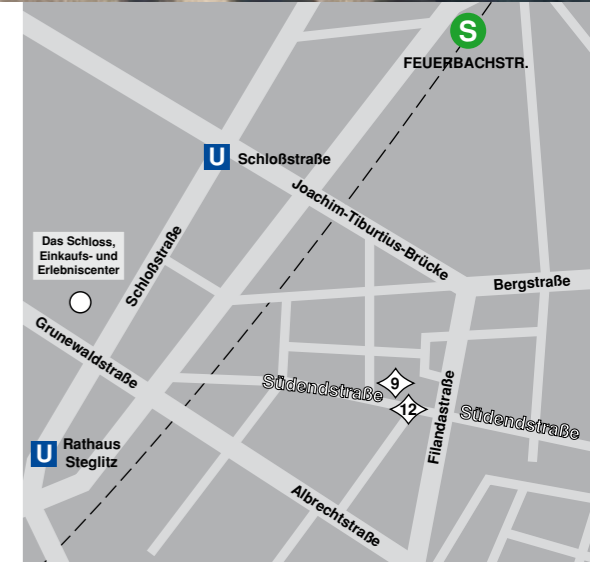 S
FEUERBACHSTR.
U Schloßstraße
Joachim-Tiburtius-Brücke
Das Schloss,
Einkaufs- und
Erlebniscenter
Schloßstraße
Bergstraße
Grunewaldstraße
Südendstraße
9
12
Südendstraße
Filandastraße
U Rathaus
Steglitz
Albrechtstraße